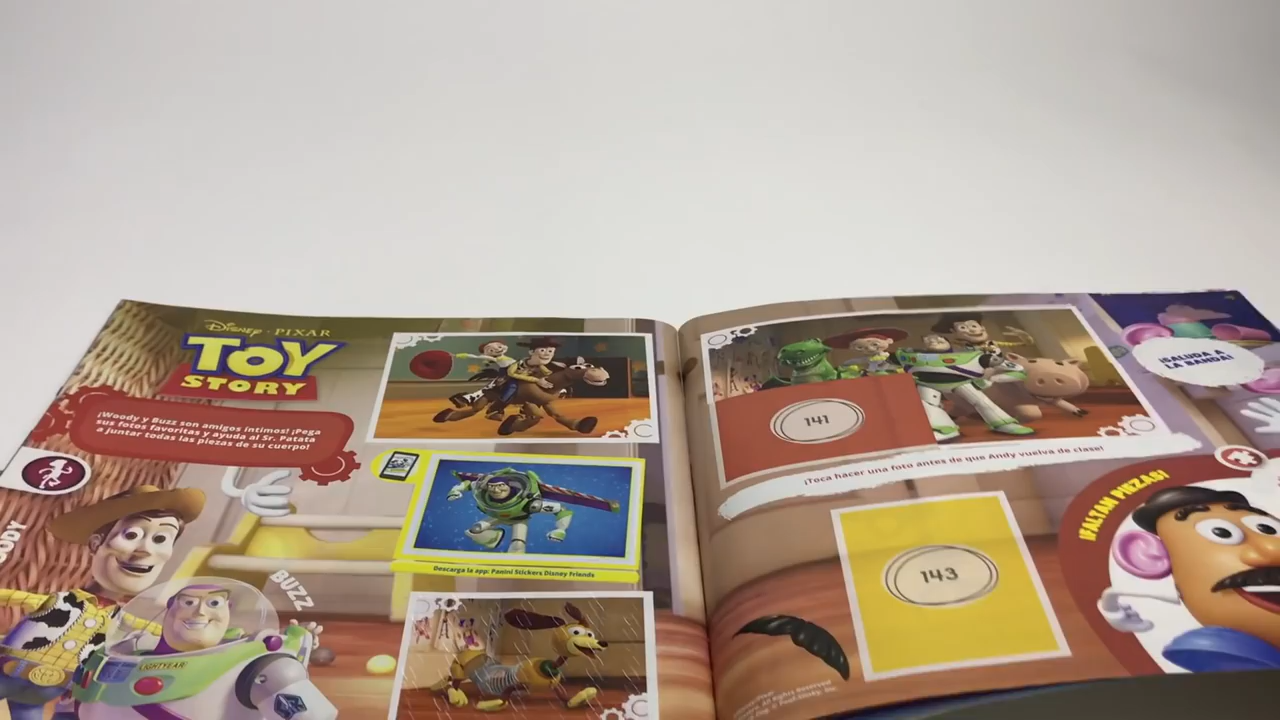 Disney · PIXAR
TOY
STORY
¡Woody y Buzz son amigos íntimos! ¡Pega
sus fotos favoritas y ayuda al Sr. Patata
a juntar todas las piezas de su cuerpo!
BUZZ
LIGHTYEAR
Descarga la app: Panini Stickers Disney Friends
141
¡Toca hacer una foto antes de que Andy vuelva de clase!
143
¡SALUDA A
LA BANDA!
¡FALTAN PIEZAS!